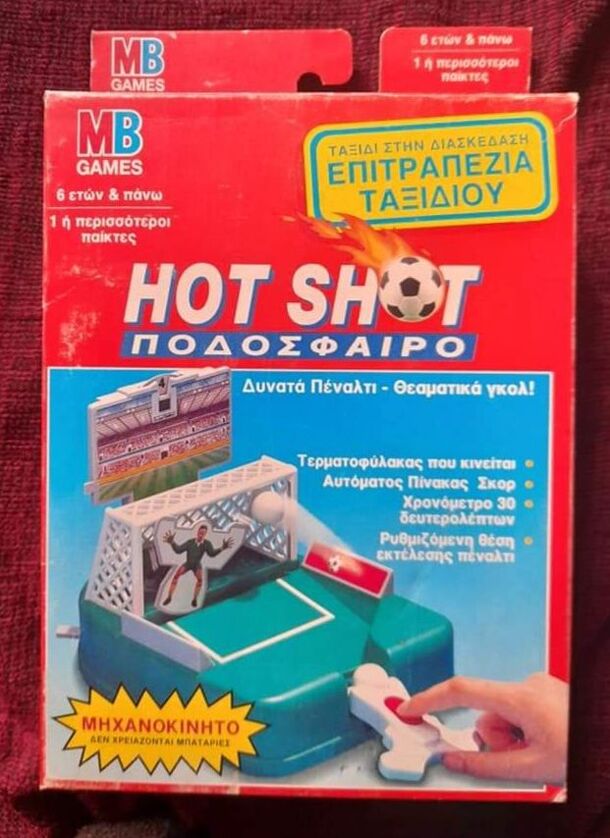 MB
GAMES
6 ετών & πάνω
1 ή περισσότεροι
παίκτες
MB
GAMES
6 ετών & πάνω
1 ή περισσότεροι
παίκτες
ΤΑΞΙΔΙ ΣΤΗΝ ΔΙΑΣΚΕΔΑΣΗ
ΕΠΙΤΡΑΠΕΖΙΑ
ΤΑΞΙΔΙΟΥ
HOT SHOT
ΠΟΔΟΣΦΑΙΡΟ
Δυνατά Πέναλτι - Θεαματικά γκολ!
4
Τερματοφύλακας που κινείται
Αυτόματος Πίνακας Σκορ
Χρονόμετρο 30
δευτερολέπτων
Ρυθμιζόμενη θέση
εκτέλεσης πέναλτι
ΜΗΧΑΝΟΚΙΝΗΤΟ
ΔΕΝ ΧΡΕΙΑΖΟΝΤΑΙ ΜΠΑΤΑΡΙΕΣ